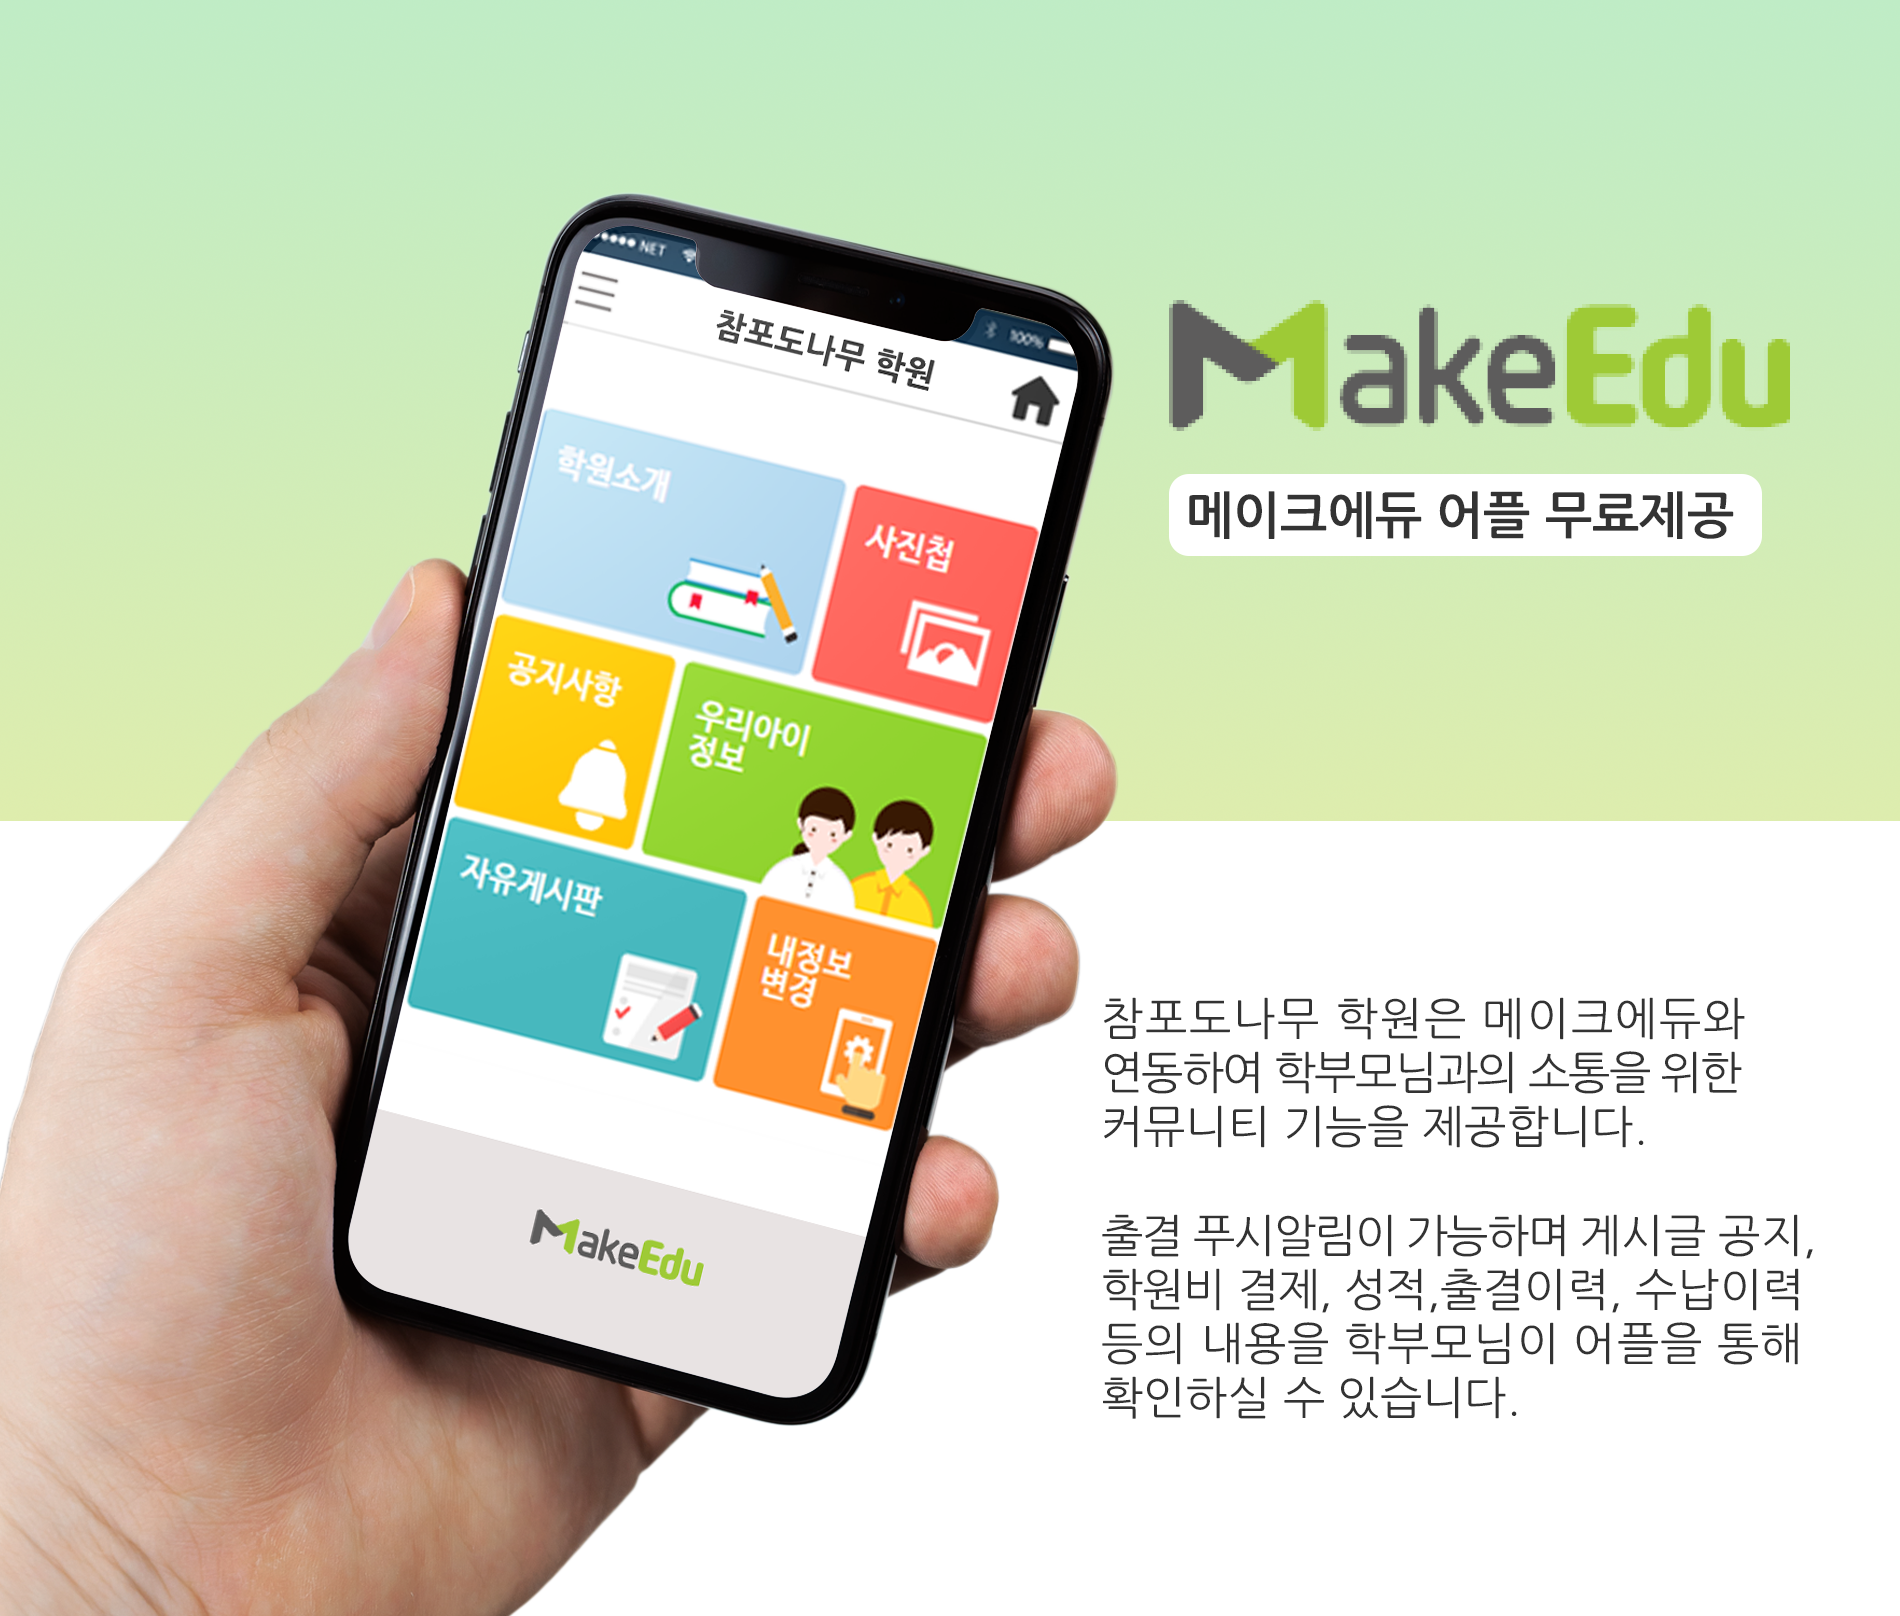 NET
100%
참포도나무 학원
학원소개
사진첩
공지사항
우리아이
정보
자유게시판
내정보
변경
MakeEdu
MakeEdu
메이크에듀 어플 무료제공
참포도나무 학원은 메이크에듀와
연동하여 학부모님과의 소통을 위한
커뮤니티 기능을 제공합니다.
출결 푸시알림이 가능하며 게시글 공지,
학원비 결제, 성적,출결이력, 수납이력
등의 내용을 학부모님이 어플을 통해
확인하실 수 있습니다.